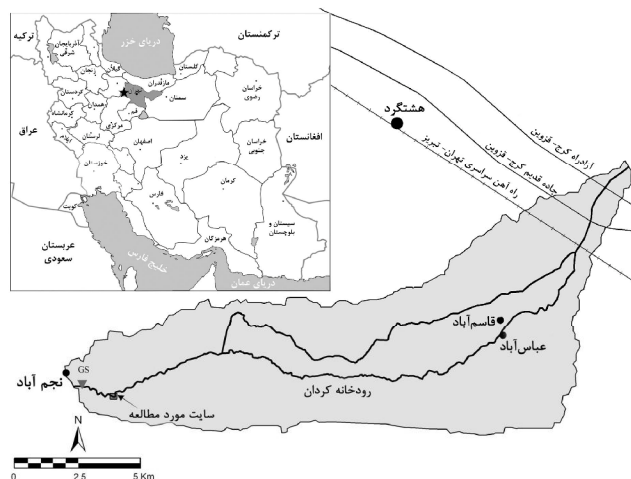 ترکیه
دریای خزر
ترکمنستان
آذربایجان
شرقی
گیلان
زنجان
گلستان
مازندران
خراسان
رضوی
سمنان
کردستان
همدان
قم
کرمانشاه
مرکزی
عراق
لرستان
اصفهان
خراسان
جنوبی
افغانستان
یزد
خوزستان
کرمان
فارس
کویت
سیستان و
بلوچستان
هرمزگان
عربستان
سعودی
خلیج فارس
دریای عمان
هشتگرد
آزادراه کرج- قزوین
جاده قدیم کرج- قزوین
راه آهن سراسری تهران- تبریز
قاسم‌آباد
عباس‌آباد
نجم آباد
GS
رودخانه کردان
سایت مورد مطالعه
N
0 2.5 5 Km